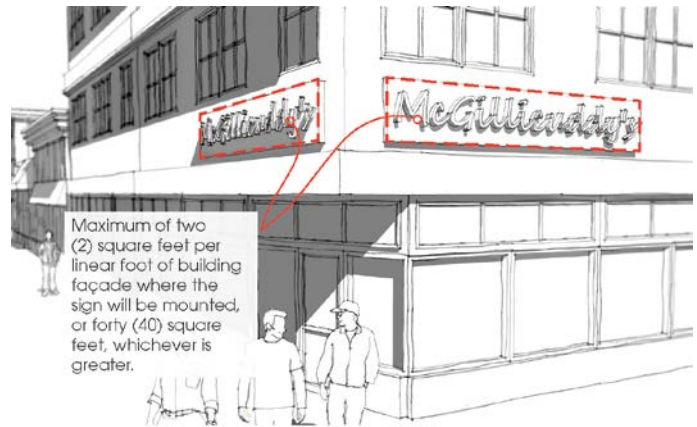 McGillicuddy's
McGillicuddy's
Maximum of two
(2) square feet per
linear foot of building
façade where the
sign will be mounted,
or forty (40) square
feet, whichever is
greater.